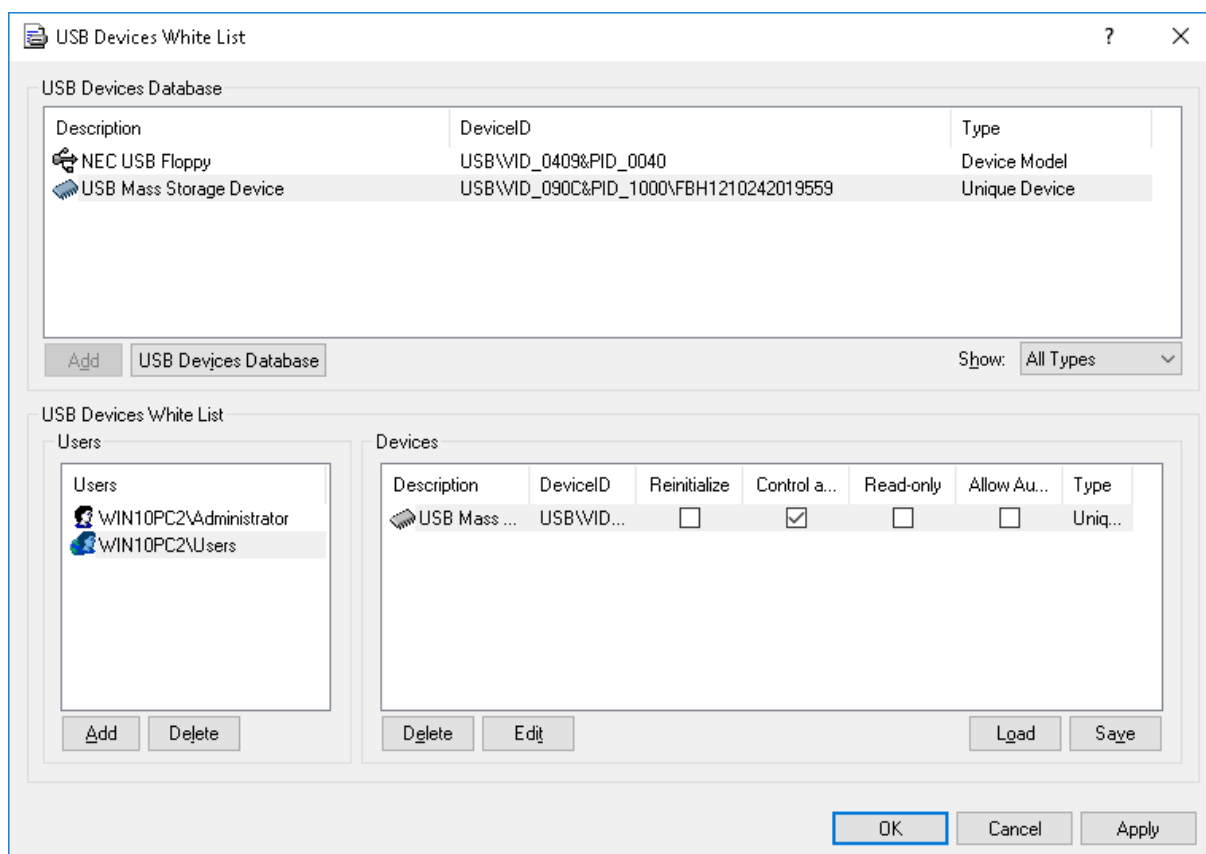 USB Devices White List ?
USB Devices Database
Description DeviceID Type
NEC USB Floppy USB\VID_0409&PID_0040 Device Model
USB Mass Storage Device USB\VID_090C&PID_1000\FBH1210242019559 Unique Device
Add USB Devices Database Show: All Types
USB Devices White List
Users
Users
WIN10PC2\Administrator
WIN10PC2\Users
Add Delete
Devices
Description DeviceID Reinitialize Control a... Read-only Allow Au... Type
USB Mass ... USB\VID... Uniq...
Delete Edit Load Save
OK Cancel Apply